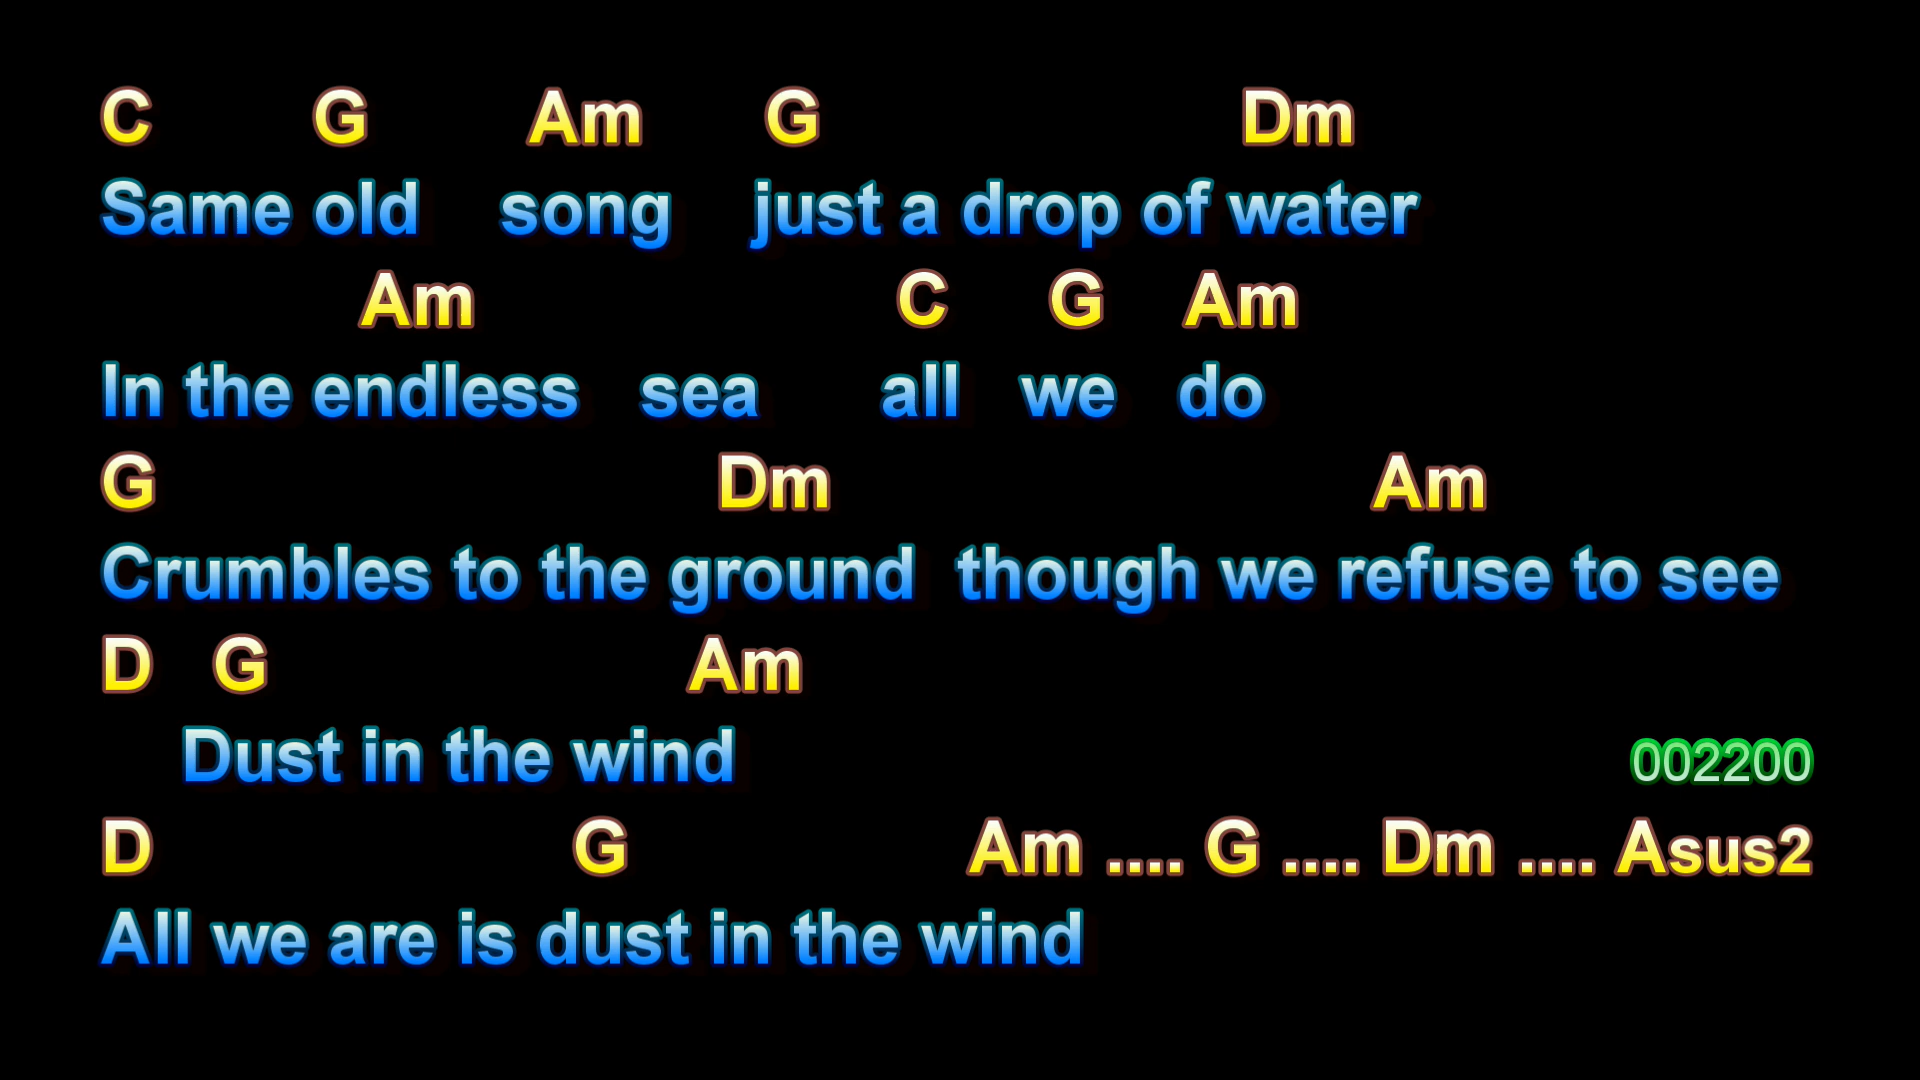 C G Am G Dm
Same old song just a drop of water
Am C G Am
In the endless sea all we do
G Dm Am
Crumbles to the ground though we refuse to see
D G Am
Dust in the wind 002200
D G Am .... G .... Dm .... Asus2
All we are is dust in the wind